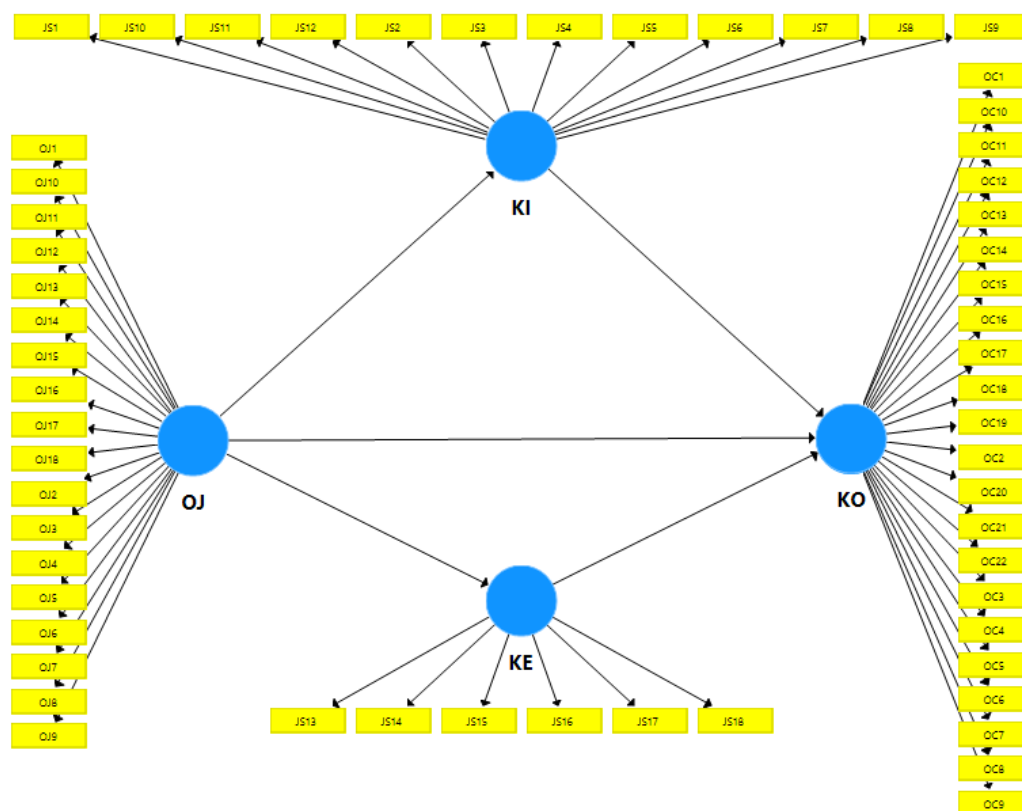 JS1 JS10 JS11 JS12 JS2 JS3 JS4 JS5 JS6 JS7 JS8 JS9
OJ1
OJ10
OJ11
OJ12
OJ13
OJ14
OJ15
OJ16
OJ17
OJ18
OJ2
OJ3
OJ4
OJ5
OJ6
OJ7
OJ8
OJ9
KI
OJ
KE
KO
JS13 JS14 JS15 JS16 JS17 JS18
OC1
OC10
OC11
OC12
OC13
OC14
OC15
OC16
OC17
OC18
OC19
OC2
OC20
OC21
OC22
OC3
OC4
OC5
OC6
OC7
OC8
OC9